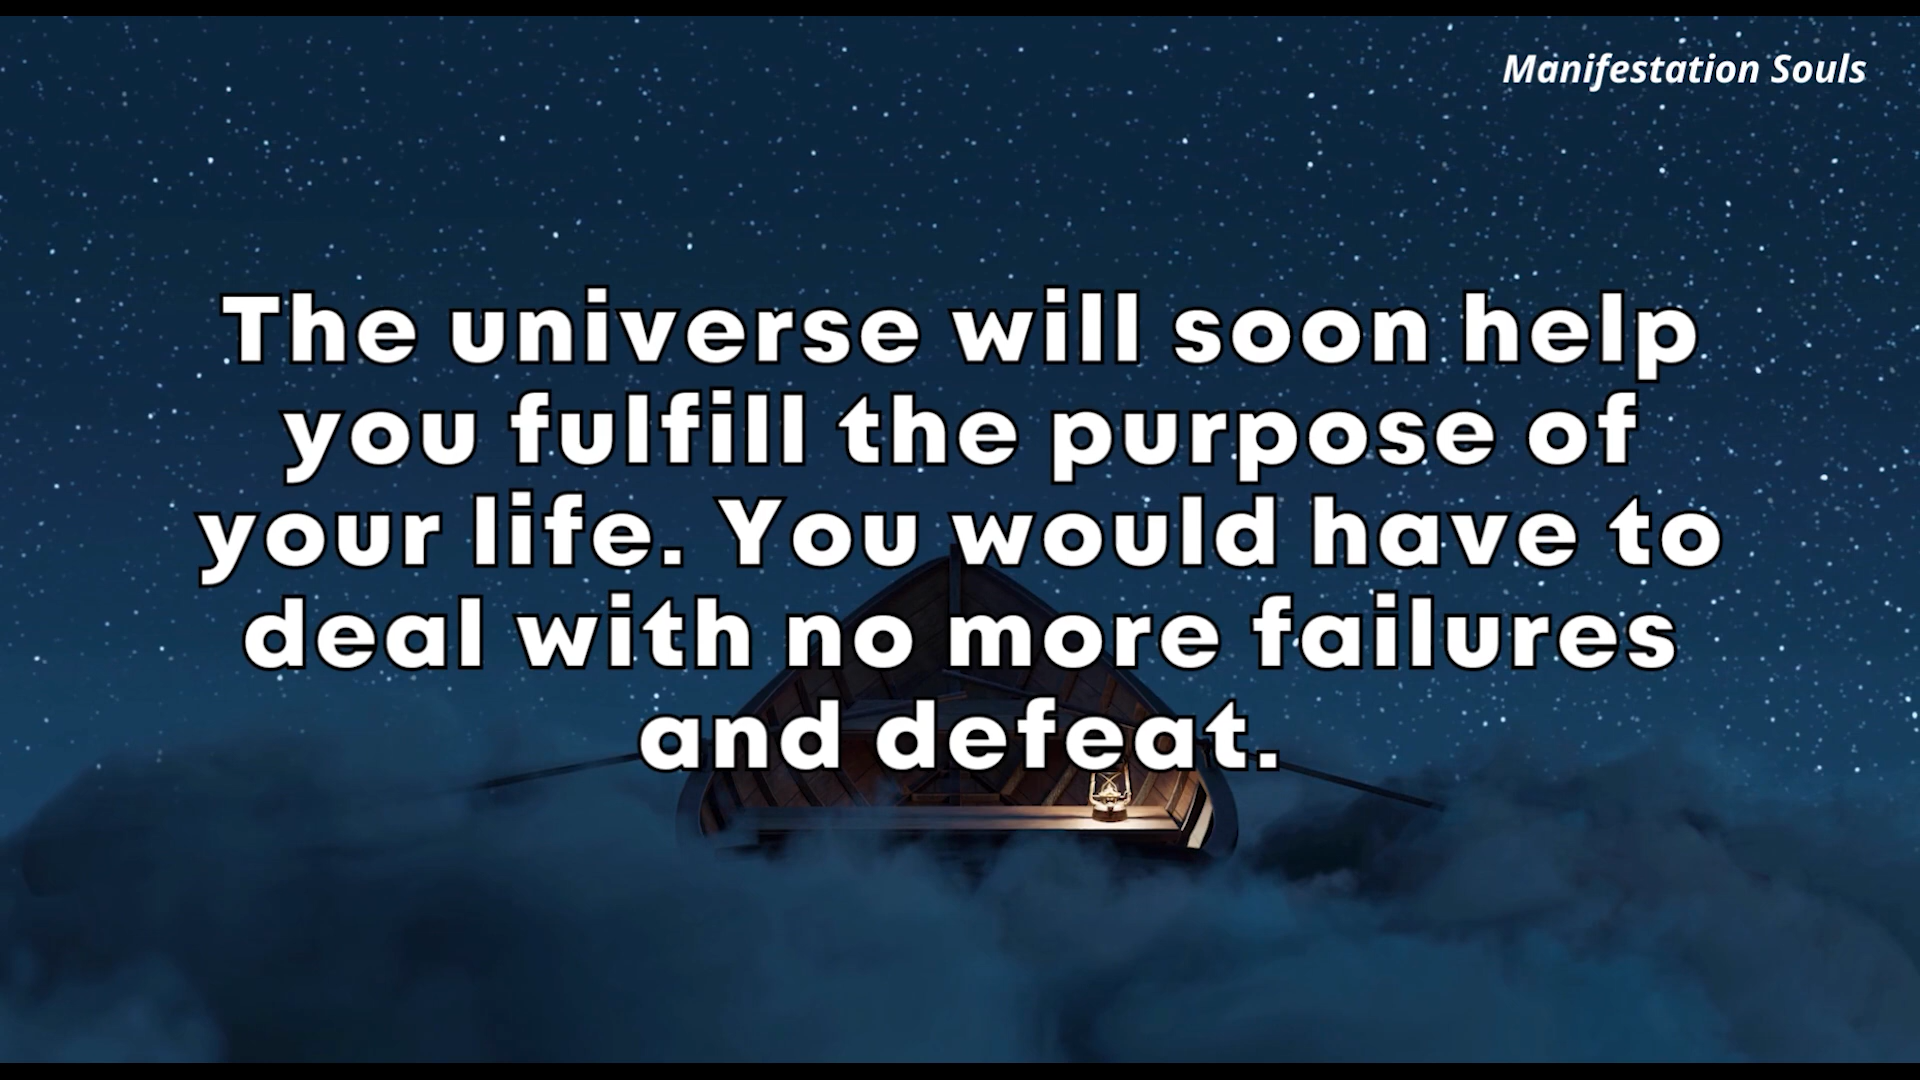 Manifestation Souls
The universe will soon help
you fulfill the purpose of
your life. You would have to
deal with no more failures
and defeat.